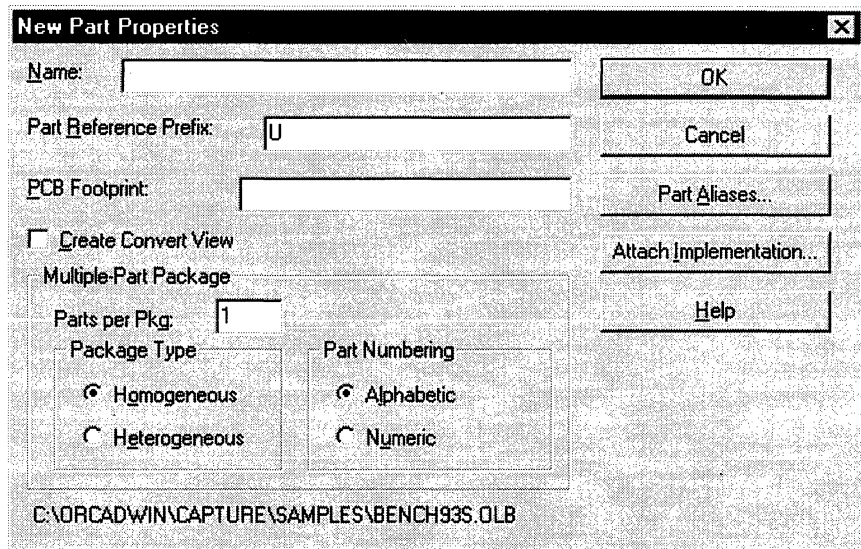 New Part Properties
Name:
OK
Part Reference Prefix:
U
Cancel
PCB Footprint:
Part Aliases...
Create Convert View
Attach Implementation...
Multiple-Part Package
Parts per Pkg:
1
Help
Package Type
Part Numbering
Homogeneous
Alphabetic
Heterogeneous
Numeric
C:\ORCADWIN\CAPTURE\SAMPLES\BENCH93S.OLB